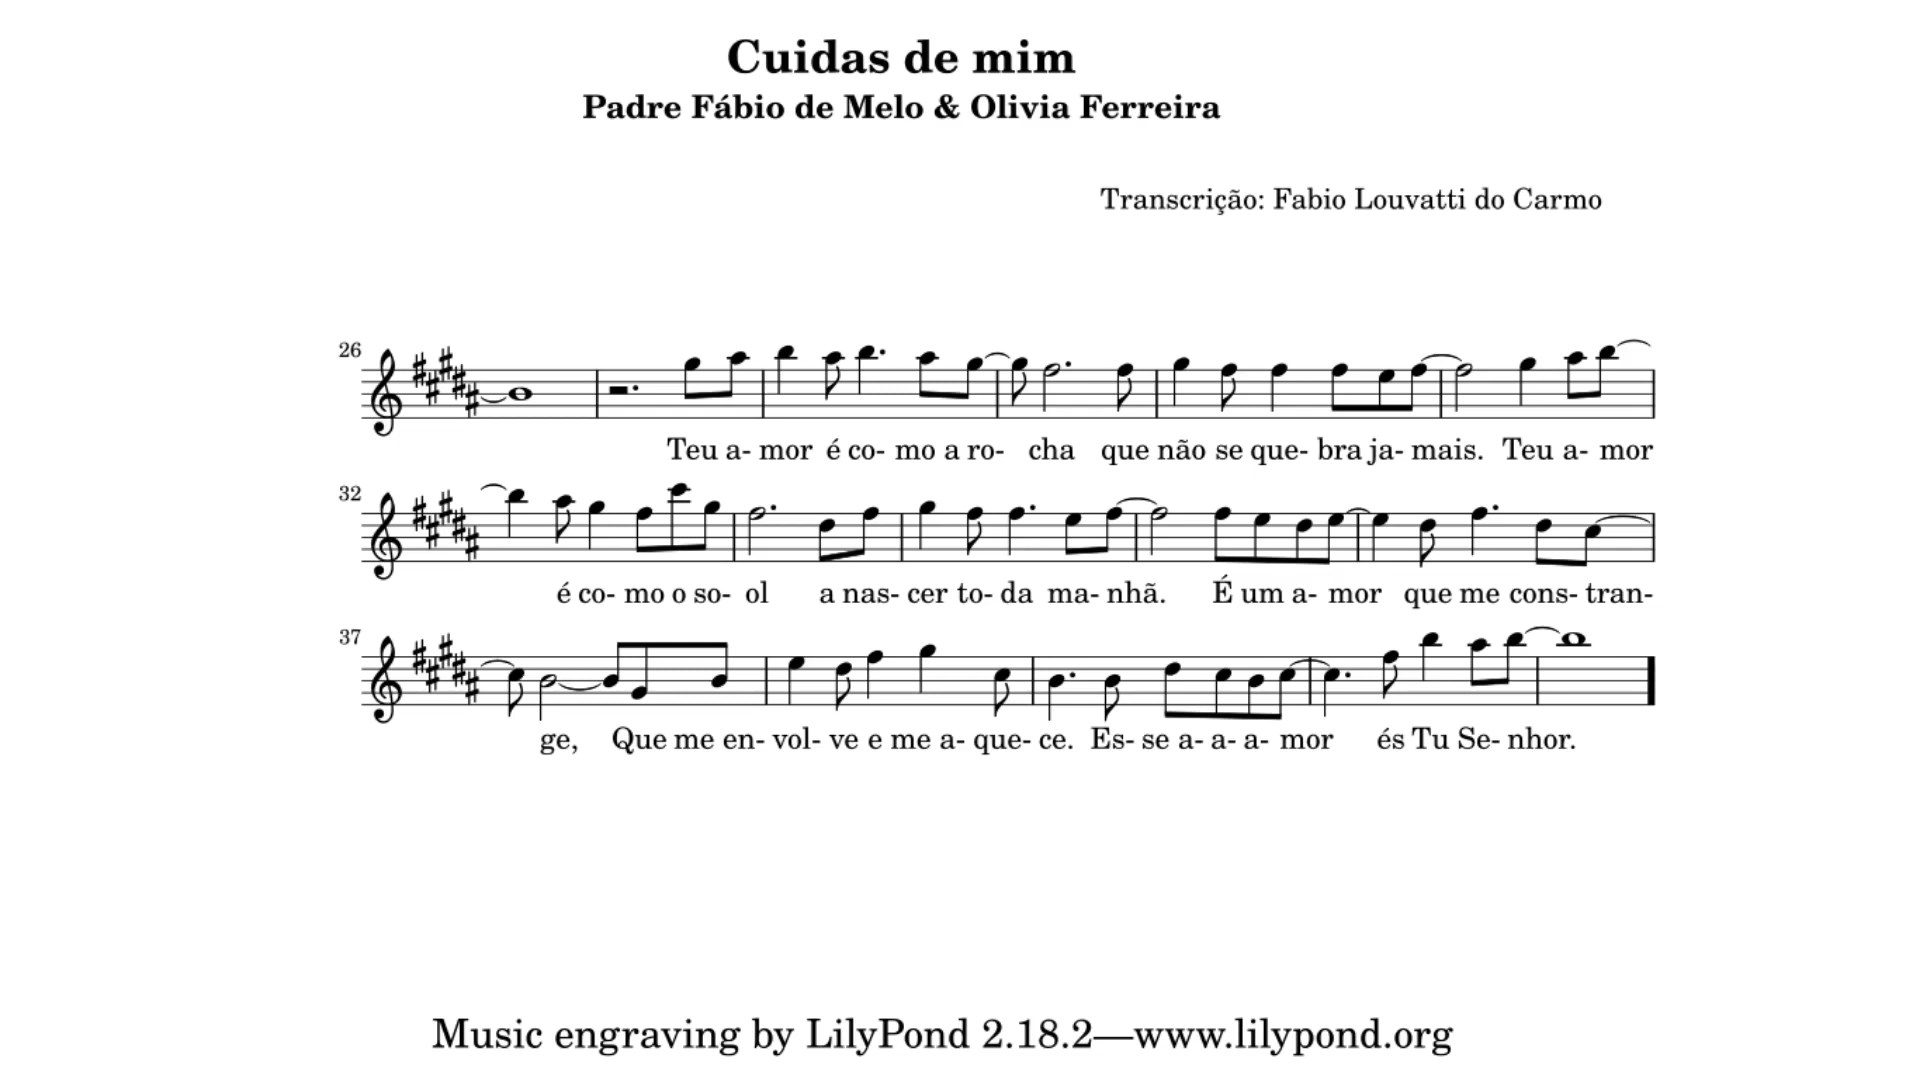 Cuidas de mim
Padre Fábio de Melo & Olivia Ferreira
Transcrição: Fabio Louvatti do Carmo
26
Teu a- mor é co- mo a ro- cha que não se que- bra ja- mais. Teu a- mor
32
é co- mo o so- ol a nas- cer to- da ma- nhã. É um a- mor que me cons- tran-
37
ge, Que me en- vol- ve e me a- que- ce. Es- se a- a- a- mor és Tu Se- nhor.
Music engraving by LilyPond 2.18.2—www.lilypond.org